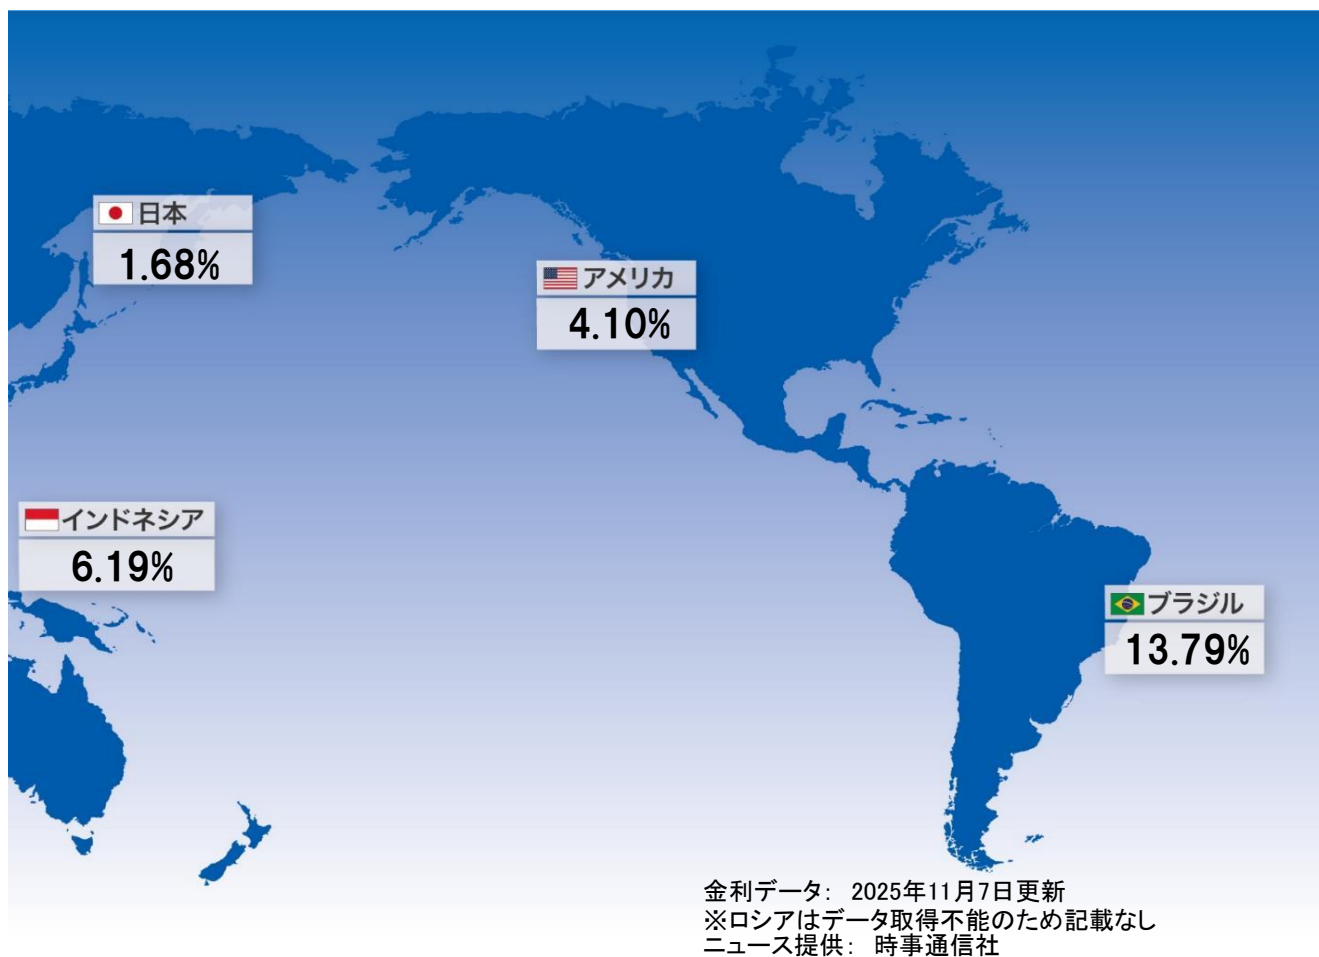 日本
1.68%
アメリカ
4.10%
インドネシア
6.19%
ブラジル
13.79%
金利データ: 2025年11月7日更新
※ロシアはデータ取得不能のため記載なし
ニュース提供: 時事通信社